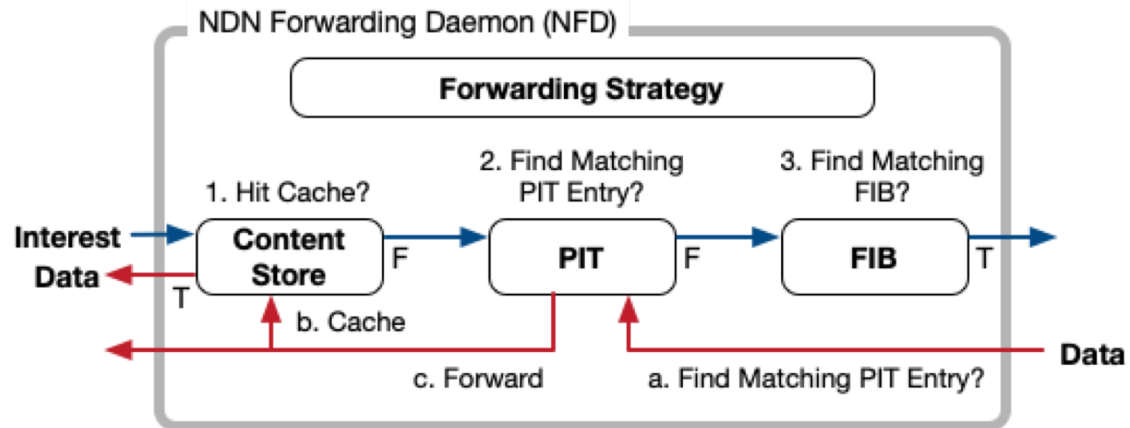 NDN Forwarding Daemon (NFD)
Forwarding Strategy
1. Hit Cache?
2. Find Matching
PIT Entry?
3. Find Matching
FIB?
Interest
Data
T
Content
Store
F
PIT
F
FIB
T
b. Cache
c. Forward
a. Find Matching PIT Entry?
Data